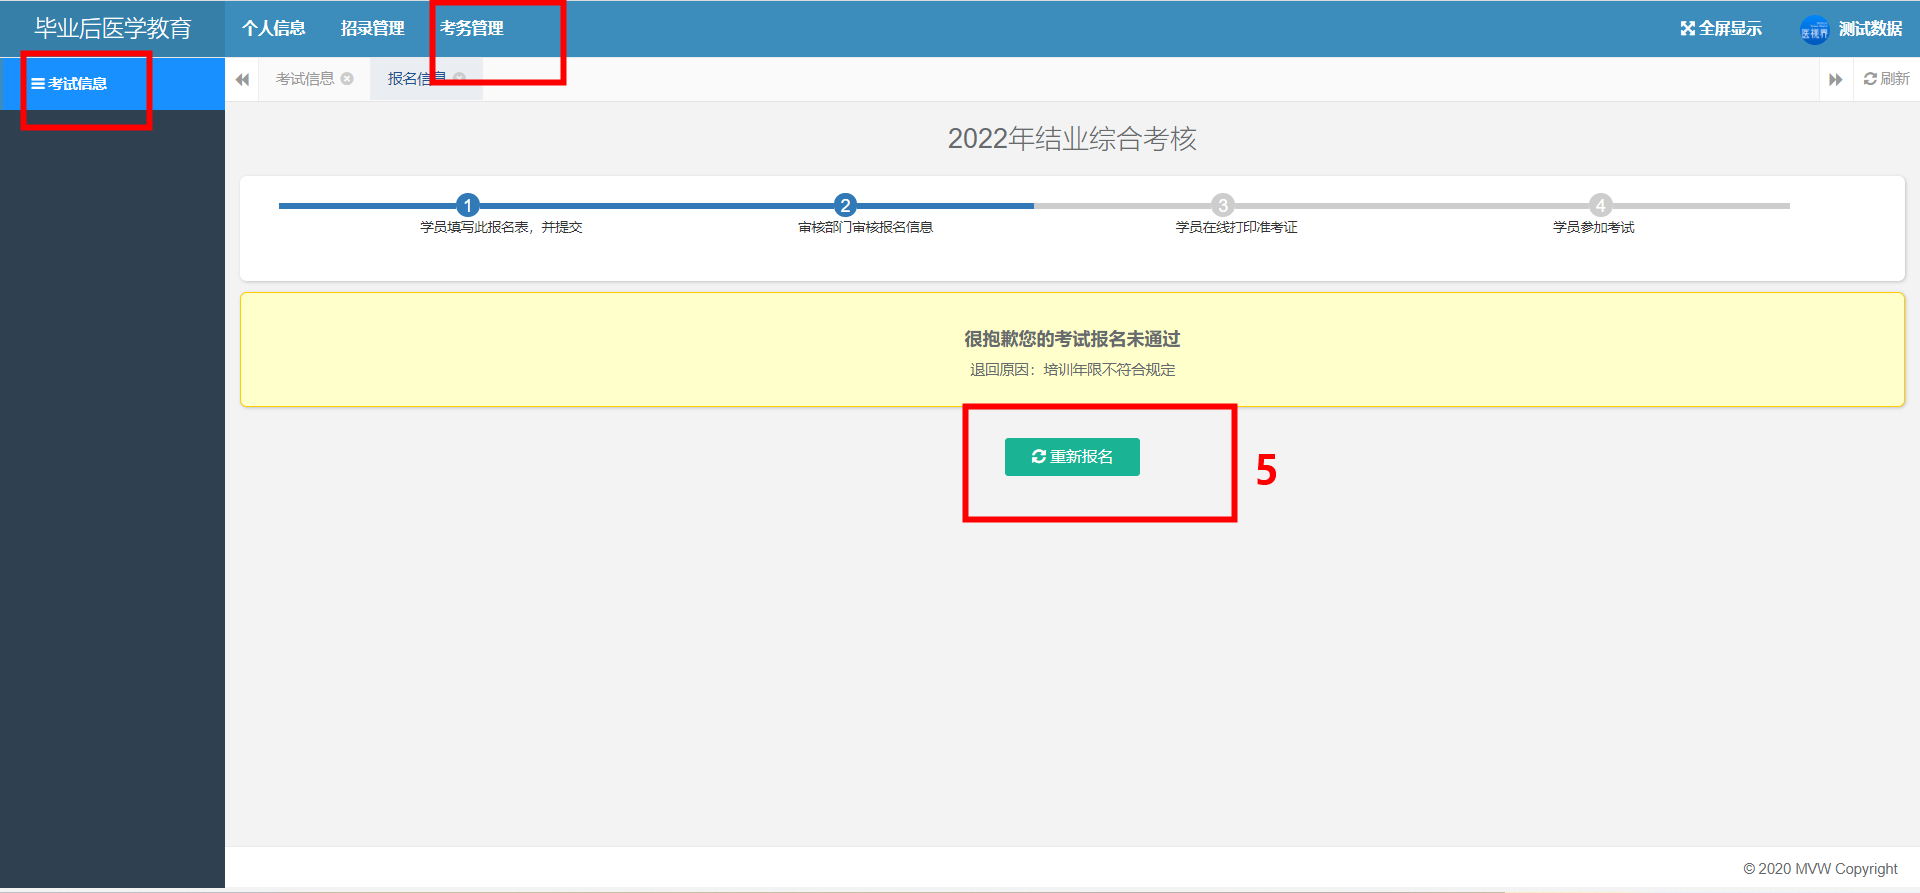 毕业后医学教育
个人信息 招录管理 考务管理
全屏显示 医视界 测试数据
考试信息
考试信息 报名信息
刷新
2022年结业综合考核
1 2 3 4
学员填写此报名表，并提交 审核部门审核报名信息 学员在线打印准考证 学员参加考试
很抱歉您的考试报名未通过
退回原因：培训年限不符合规定
重新报名
5
© 2020 MVW Copyright